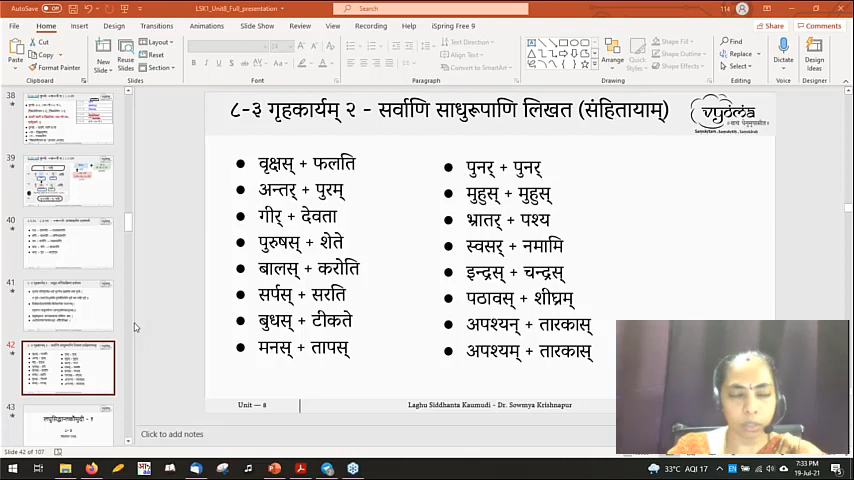 AutoSave Off LSK1_Unit8_Full_presentation Search 114
File Home Insert Design Transitions Animations Slide Show Review View Recording iSpring Free 9 Share Comments
Cut Copy Format Painter Paste Clipboard
New Slide Reuse Slides Layout Reset Section Slides
Font
Paragraph Text Direction Align Text Convert to SmartArt
Arrange Quick Styles Shape Fill Shape Outline Shape Effects Drawing
Find Replace Select Editing
Dictate Voice
Design Ideas Designer
38
39
40
41
42
43
८-३ गृहकार्यम् २ - सर्वाणि साधुरूपाणि लिखत (संहितायाम्)
vyoma
वृक्षस् + फलति
अन्तर् + पुरम्
गीर् + देवता
पुरुषस् + शेते
बालस् + करोति
सर्पस् + सरति
बुधस् + टीकते
मनस् + तापस्
पुनर् + पुनर्
मुहुस् + मुहुस्
भ्रातर् + पश्य
स्वसर् + नमामि
इन्द्रस् + चन्द्रस्
पठावस् + शीघ्रम्
अपश्यन् + तारकास्
अपश्यम् + तारकास्
Unit — 8 Laghu Siddhanta Kaumudi - Dr. Sowmya Krishnapur
Click to add notes
Slide 42 of 107
33°C AQI 17 7:33 PM
19-Jul-21